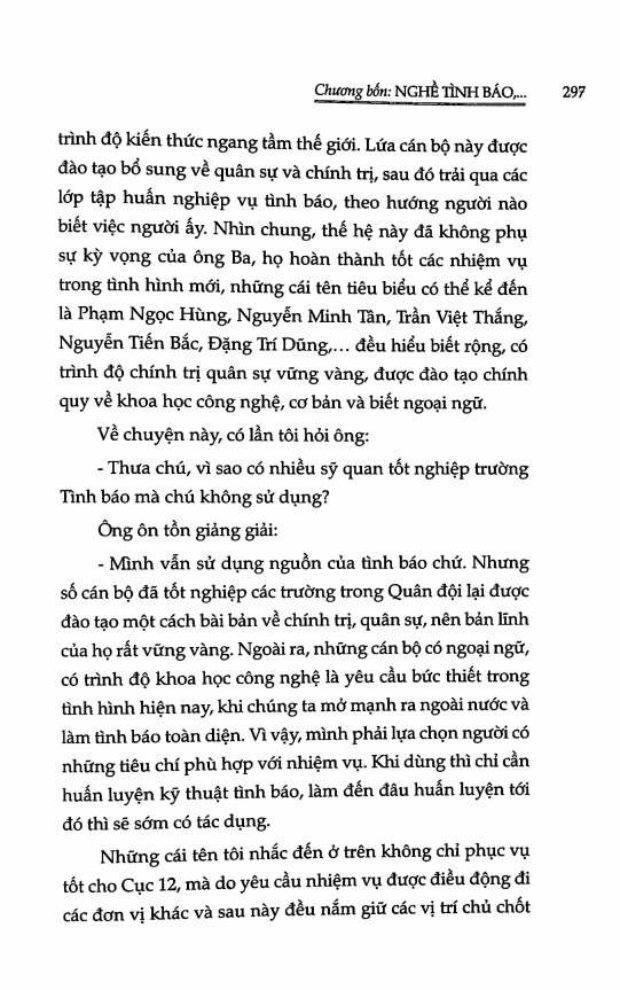 Chương bốn: NGHỀ TÌNH BÁO,... 297
trình độ kiến thức ngang tầm thế giới. Lứa cán bộ này được
đào tạo bổ sung về quân sự và chính trị, sau đó trải qua các
lớp tập huấn nghiệp vụ tình báo, theo hướng người nào
biết việc người ấy. Nhìn chung, thế hệ này đã không phụ
sự kỳ vọng của ông Ba, họ hoàn thành tốt các nhiệm vụ
trong tình hình mới, những cái tên tiêu biểu có thể kể đến
là Phạm Ngọc Hùng, Nguyễn Minh Tân, Trần Việt Thắng,
Nguyễn Tiến Bắc, Đặng Trí Dũng,... đều hiểu biết rộng, có
trình độ chính trị quân sự vững vàng, được đào tạo chính
quy về khoa học công nghệ, cơ bản và biết ngoại ngữ.
Về chuyện này, có lần tôi hỏi ông:
- Thưa chú, vì sao có nhiều sỹ quan tốt nghiệp trường
Tình báo mà chú không sử dụng?
Ông ôn tồn giảng giải:
- Mình vẫn sử dụng nguồn của tình báo chứ. Nhưng
số cán bộ đã tốt nghiệp các trường trong Quân đội lại được
đào tạo một cách bài bản về chính trị, quân sự, nên bản lĩnh
của họ rất vững vàng. Ngoài ra, những cán bộ có ngoại ngữ,
có trình độ khoa học công nghệ là yêu cầu bức thiết trong
tình hình hiện nay, khi chúng ta mở mạnh ra ngoài nước và
làm tình báo toàn diện. Vì vậy, mình phải lựa chọn người có
những tiêu chí phù hợp với nhiệm vụ. Khi dùng thì chỉ cần
huấn luyện kỹ thuật tình báo, làm đến đâu huấn luyện tới
đó thì sẽ sớm có tác dụng.
Những cái tên tôi nhắc đến ở trên không chỉ phục vụ
tốt cho Cục 12, mà do yêu cầu nhiệm vụ được điều động đi
các đơn vị khác và sau này đều nắm giữ các vị trí chủ chốt